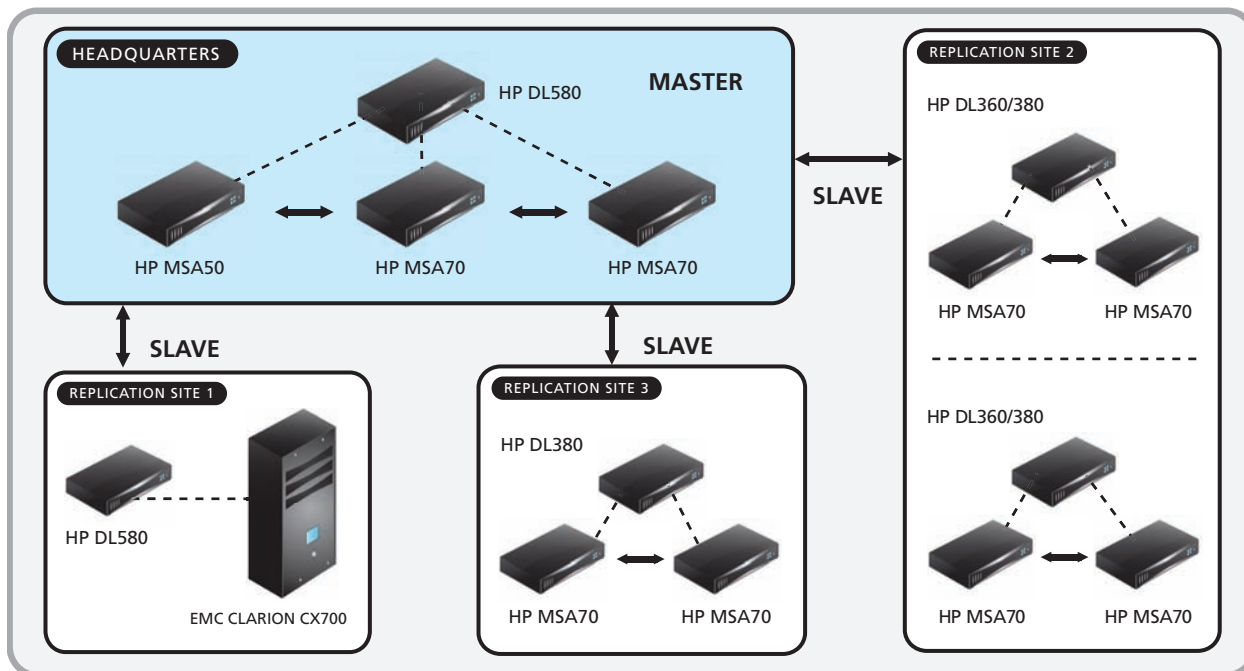 HEADQUARTERS
MASTER
HP DL580
HP MSA50
HP MSA70
HP MSA70
SLAVE
SLAVE
SLAVE
REPLICATION SITE 1
HP DL580
EMC CLARION CX700
REPLICATION SITE 3
HP DL380
HP MSA70
HP MSA70
REPLICATION SITE 2
HP DL360/380
HP MSA70
HP MSA70
HP DL360/380
HP MSA70
HP MSA70